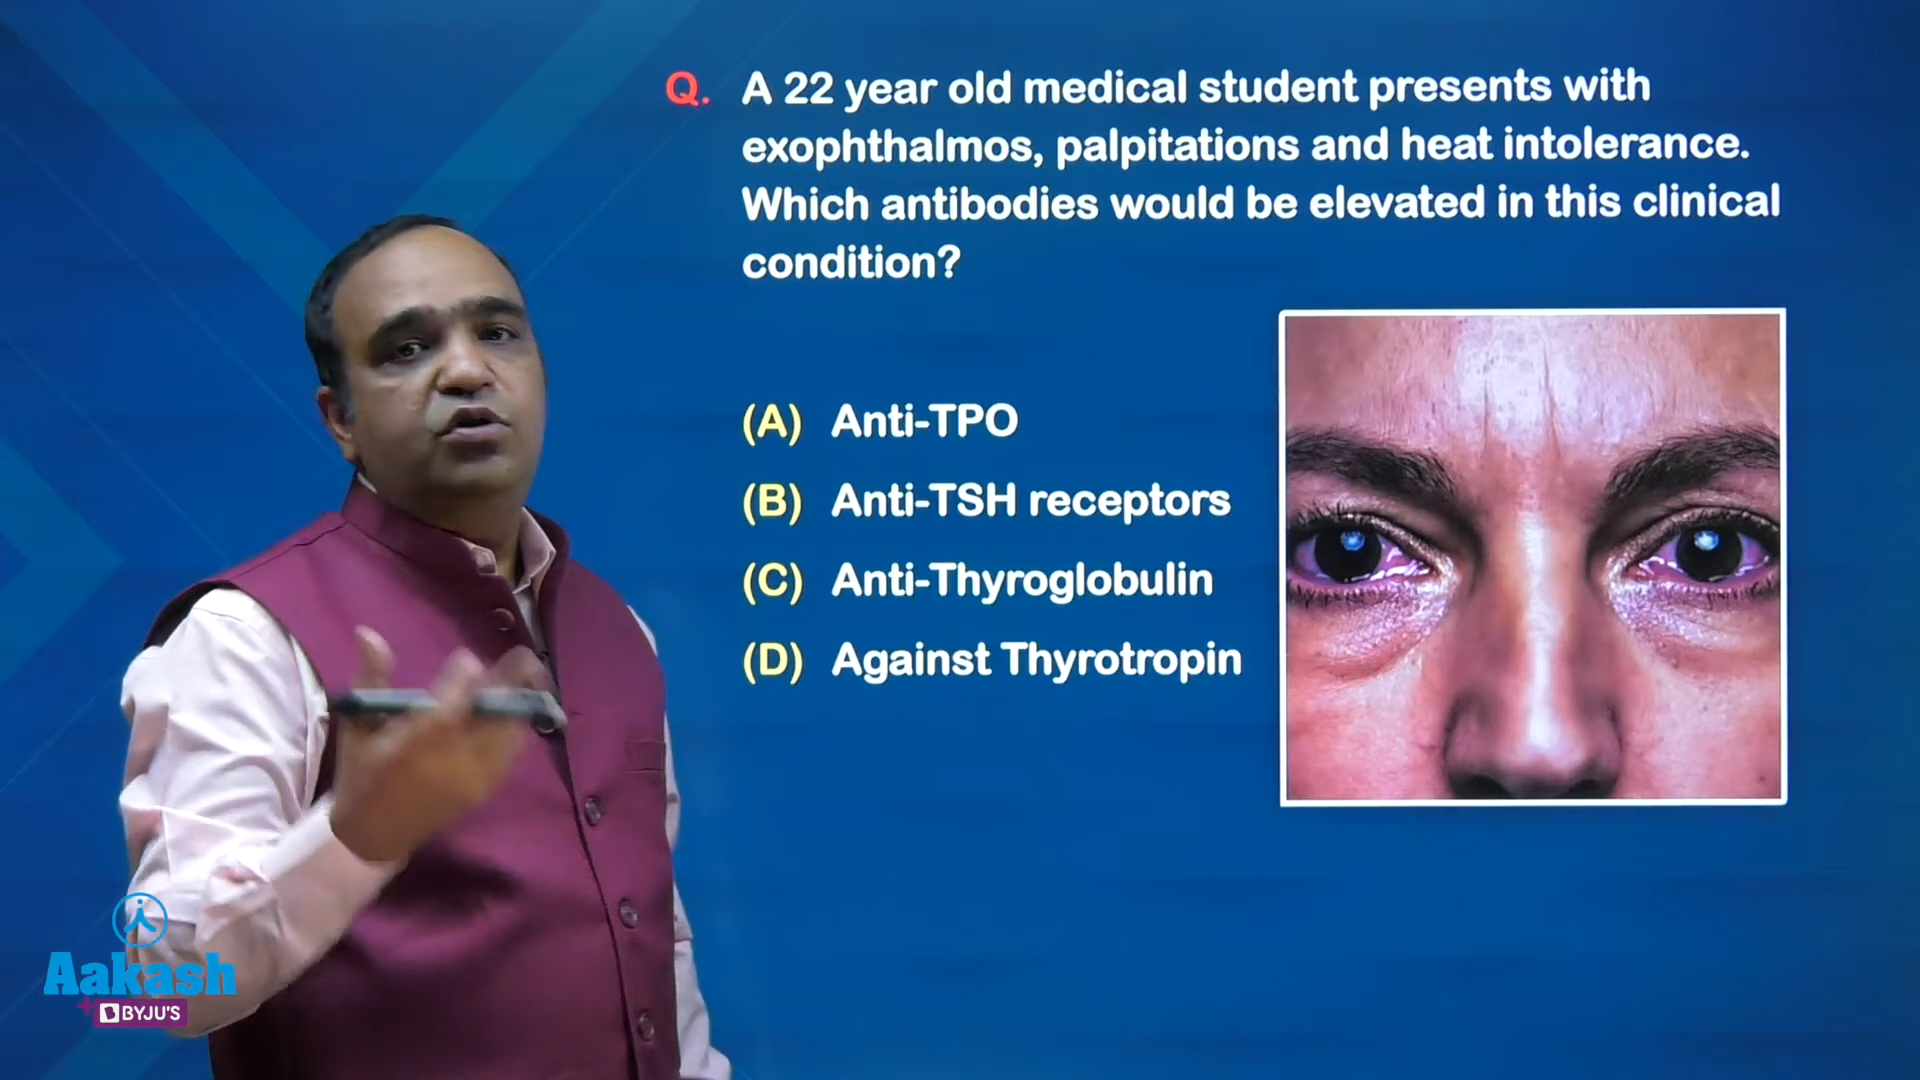 Q. A 22 year old medical student presents with
exophthalmos, palpitations and heat intolerance.
Which antibodies would be elevated in this clinical
condition?
(A) Anti-TPO
(B) Anti-TSH receptors
(C) Anti-Thyroglobulin
(D) Against Thyrotropin
Aakash
+ BYJU'S